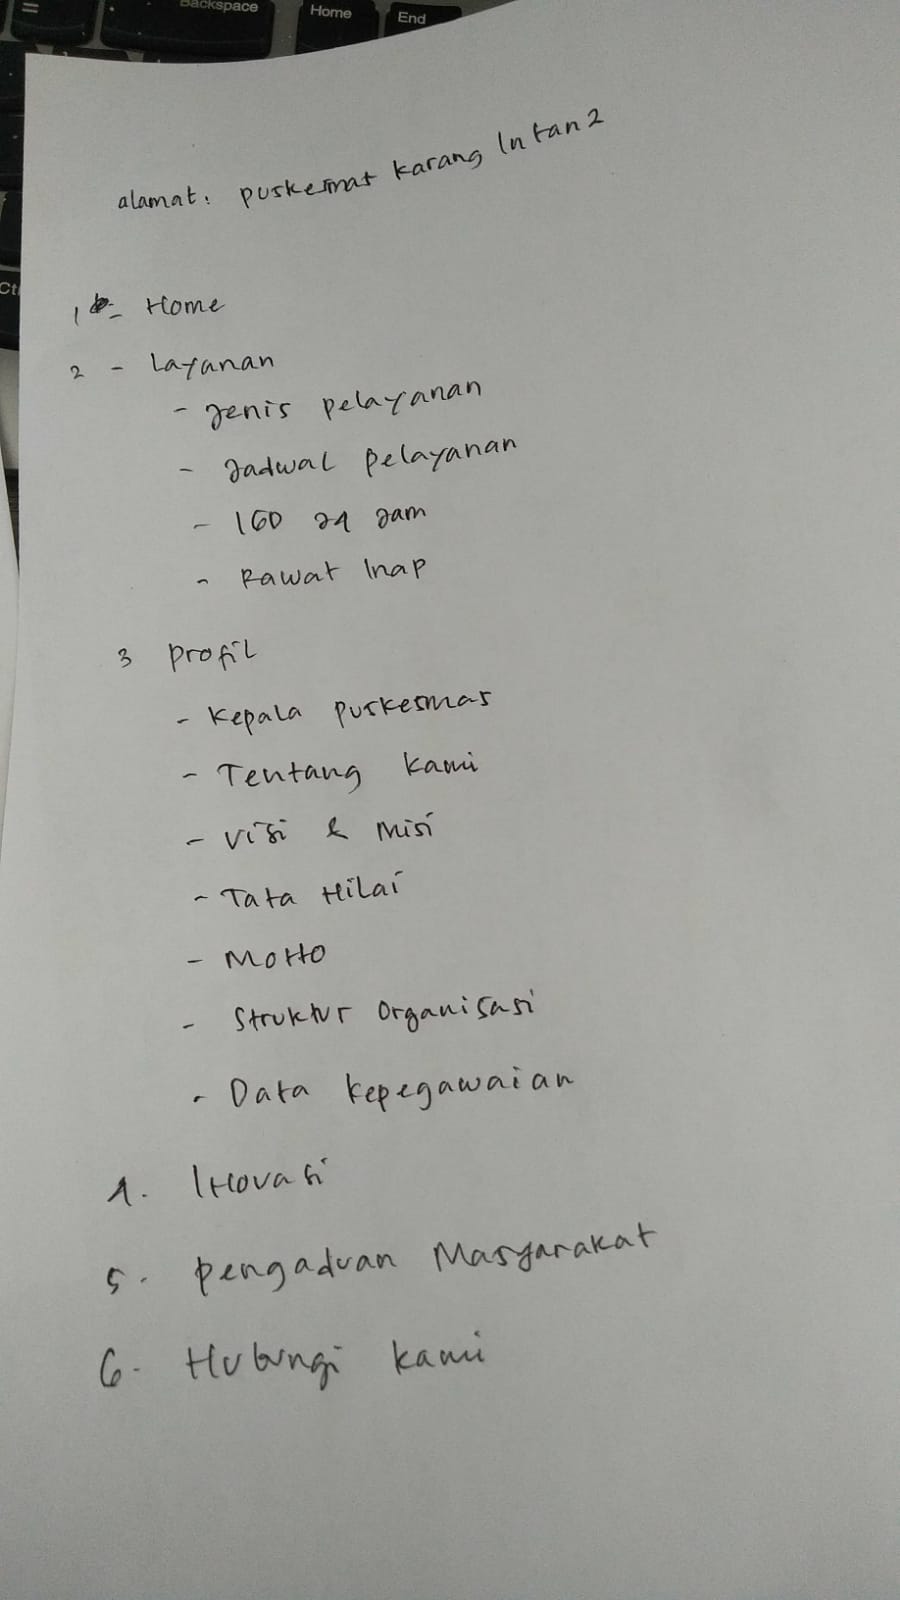 Backspace
Home
End
=
Ct
alamat: puskesmas karang Intan 2
1 - Home
2 - Layanan
- Jenis pelayanan
- Jadwal pelayanan
- IGD 24 Jam
- Rawat Inap
3 profil
- Kepala puskesmas
- Tentang kami
- Visi & Misi
- Tata Nilai
- Motto
- Struktur Organisasi
- Data kepegawaian
4. Inovasi
5. pengaduan Masyarakat
6- Hubungi kami